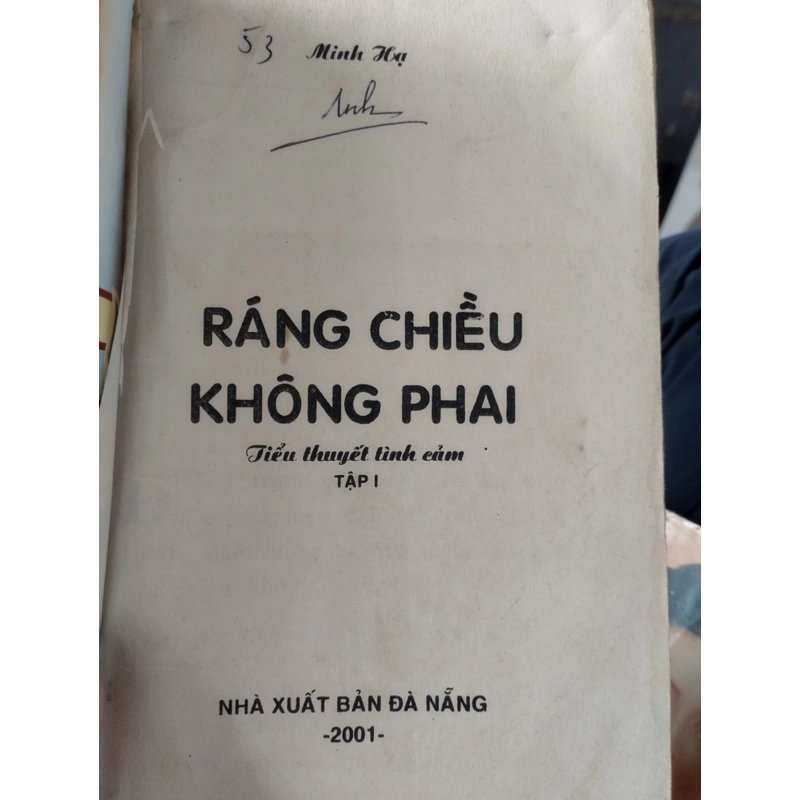 53 Minh Hạ
RÁNG CHIỀU
KHÔNG PHAI
Tiểu thuyết tình cảm
TẬP I
NHÀ XUẤT BẢN ĐÀ NẴNG
-2001-